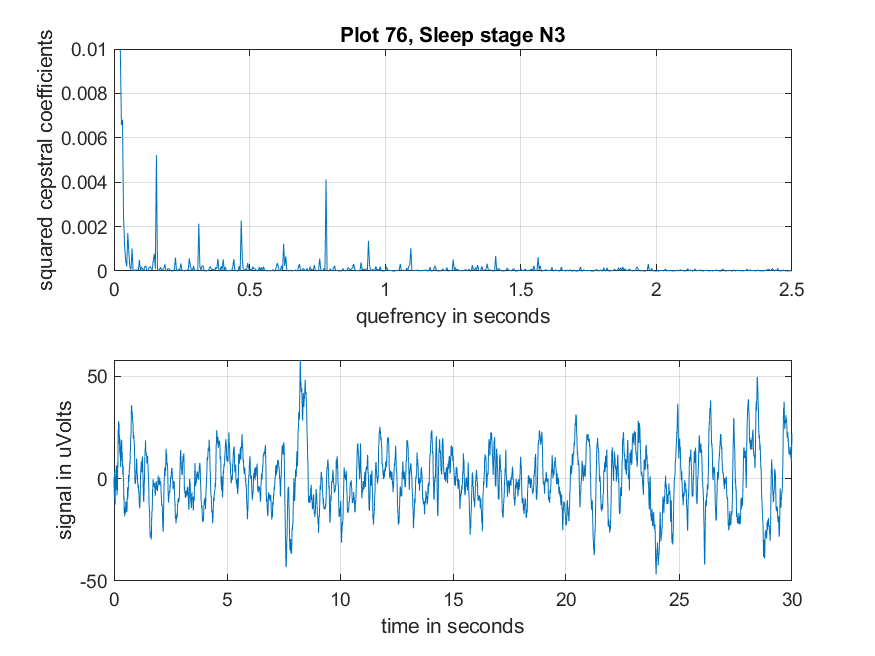 Plot 76, Sleep stage N3
squared cepstral coefficients
0.01
0.008
0.006
0.004
0.002
0
0 0.5 1 1.5 2 2.5
quefrency in seconds
signal in uVolts
50
0
-50
0 5 10 15 20 25 30
time in seconds